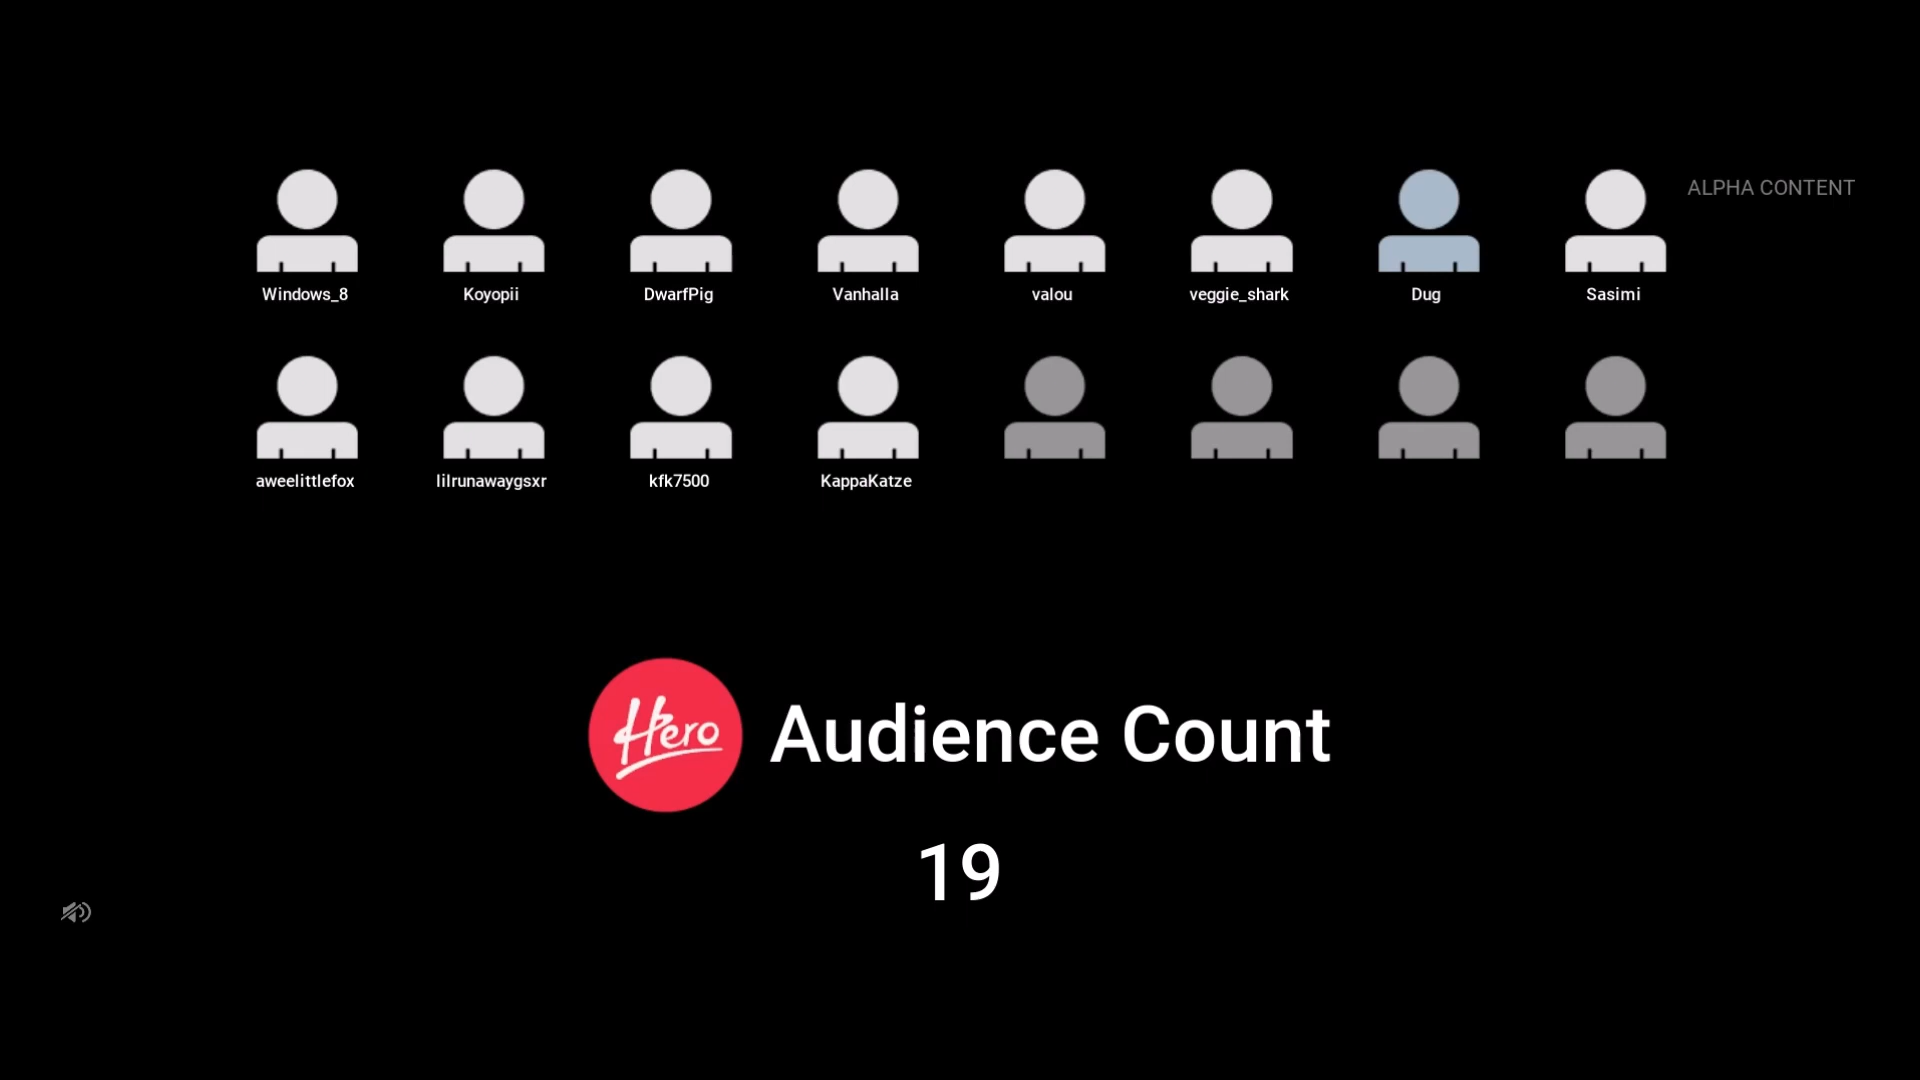 ALPHA CONTENT
Windows_8 Koyopii DwarfPig Vanhalla valou veggie_shark Dug Sasimi
aweelittlefox lilrunawaygsxr kfk7500 KappaKatze
Hero Audience Count
19